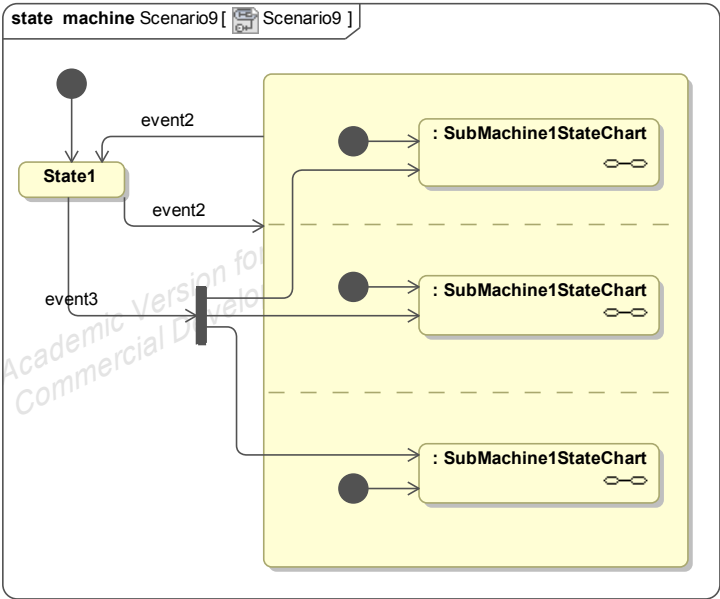 state machine Scenario9 [ Scenario9 ]
event2
: SubMachine1StateChart
State1
event2
: SubMachine1StateChart
event3
Academic Version for
Commercial Develo
: SubMachine1StateChart